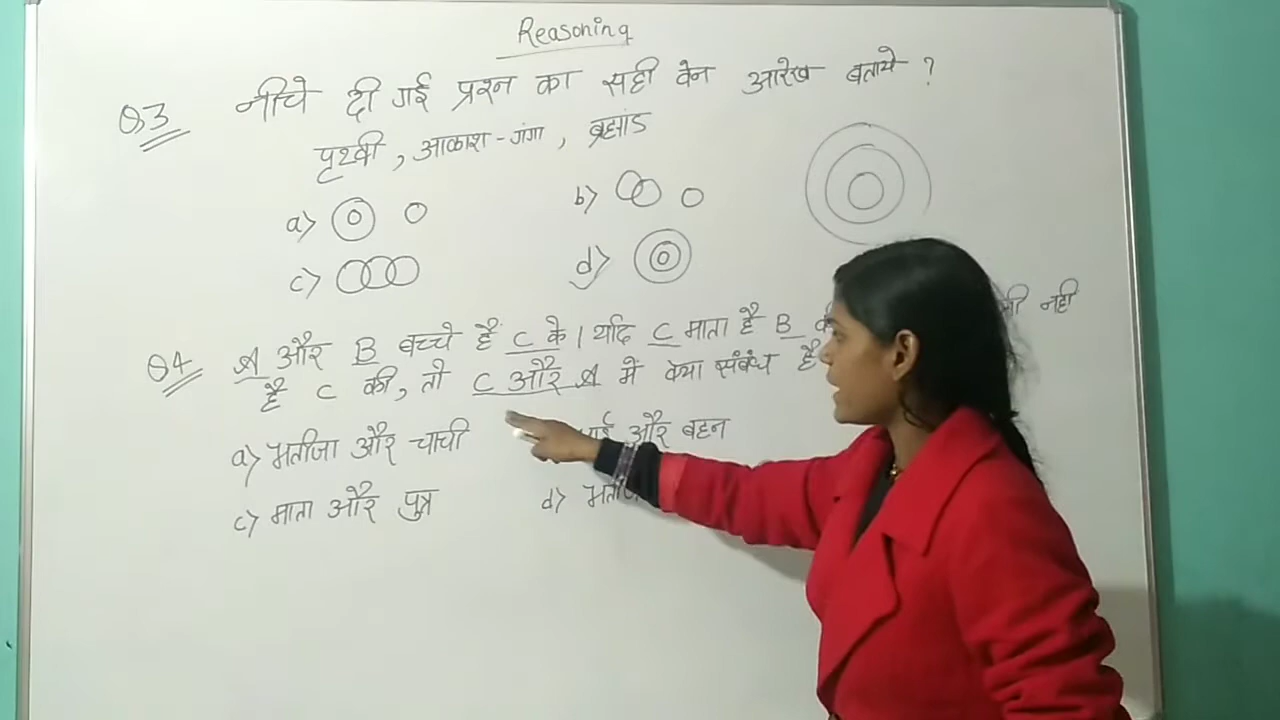 Reasoning
Q3 नीचे दी गई प्रश्न का सही वेन आरेख बताये ?
पृथ्वी, आकाश-गंगा, ब्रह्मांड
a> b>
c> d>
Q4 A और B बच्चे हैं C के। यदि C माता है B नही
है C की, तो C और A में क्या संबंध है
a> भतीजा और चाची और बहन
c> माता और पुत्र d>